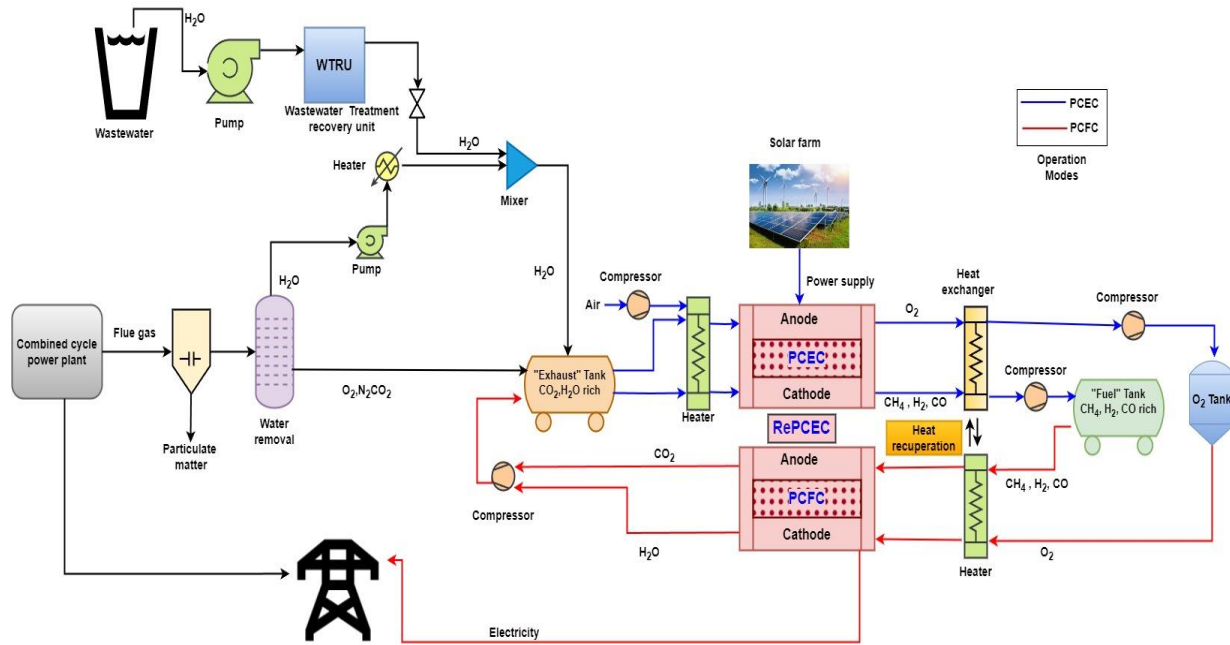 H2O
WTRU
Wastewater
Pump
Wastewater Treatment
recovery unit
PCEC
PCFC
Operation
Modes
Heater
H2O
Mixer
Solar farm
Pump
H2O
H2O
Compressor
Air
Power supply
Heat
exchanger
Compressor
Combined cycle
power plant
Flue gas
Water
removal
O2,N2CO2
Particulate
matter
"Exhaust" Tank
CO2,H2O rich
Heater
Anode
PCEC
Cathode
O2
CH4 , H2, CO
Compressor
"Fuel" Tank
CH4, H2, CO rich
O2 Tank
RePCEC
Heat
recuperation
Compressor
CO2
H2O
Anode
PCFC
Cathode
CH4 , H2, CO
O2
Heater
Electricity